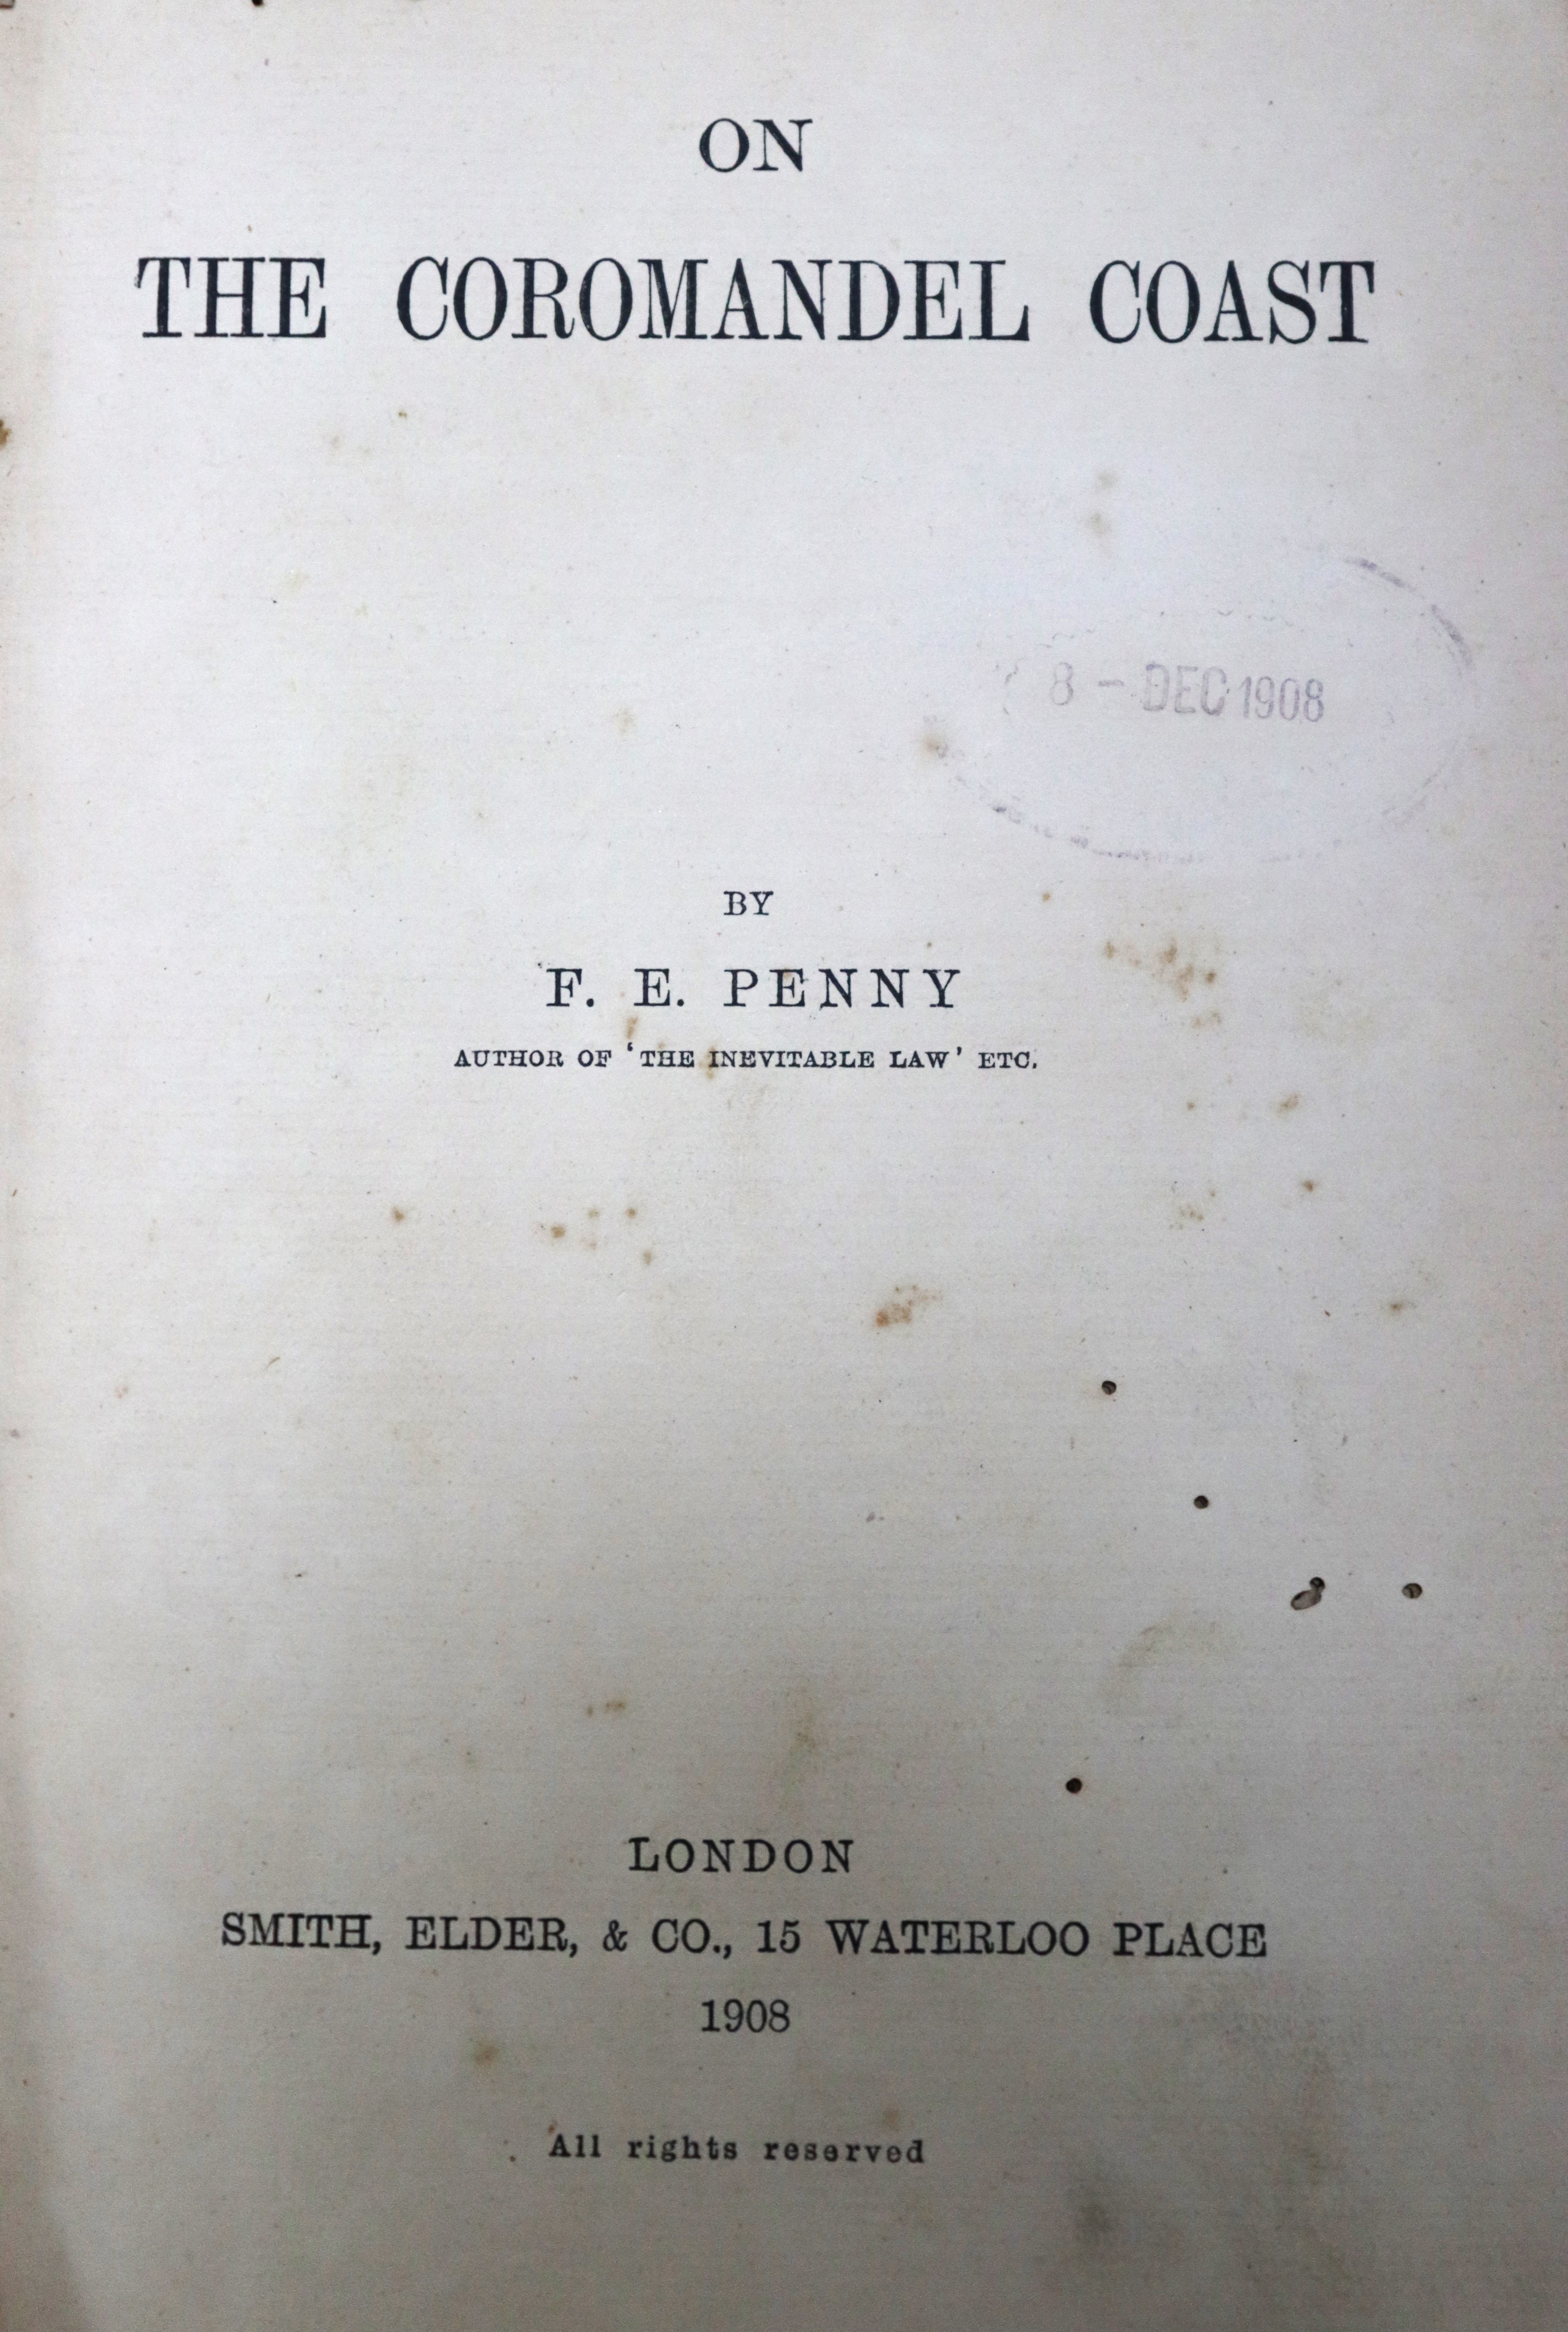 ON
THE COROMANDEL COAST
8 - DEC 1908
BY
F. E. PENNY
AUTHOR OF 'THE INEVITABLE LAW' ETC.
LONDON
SMITH, ELDER, & CO., 15 WATERLOO PLACE
1908
All rights reserved